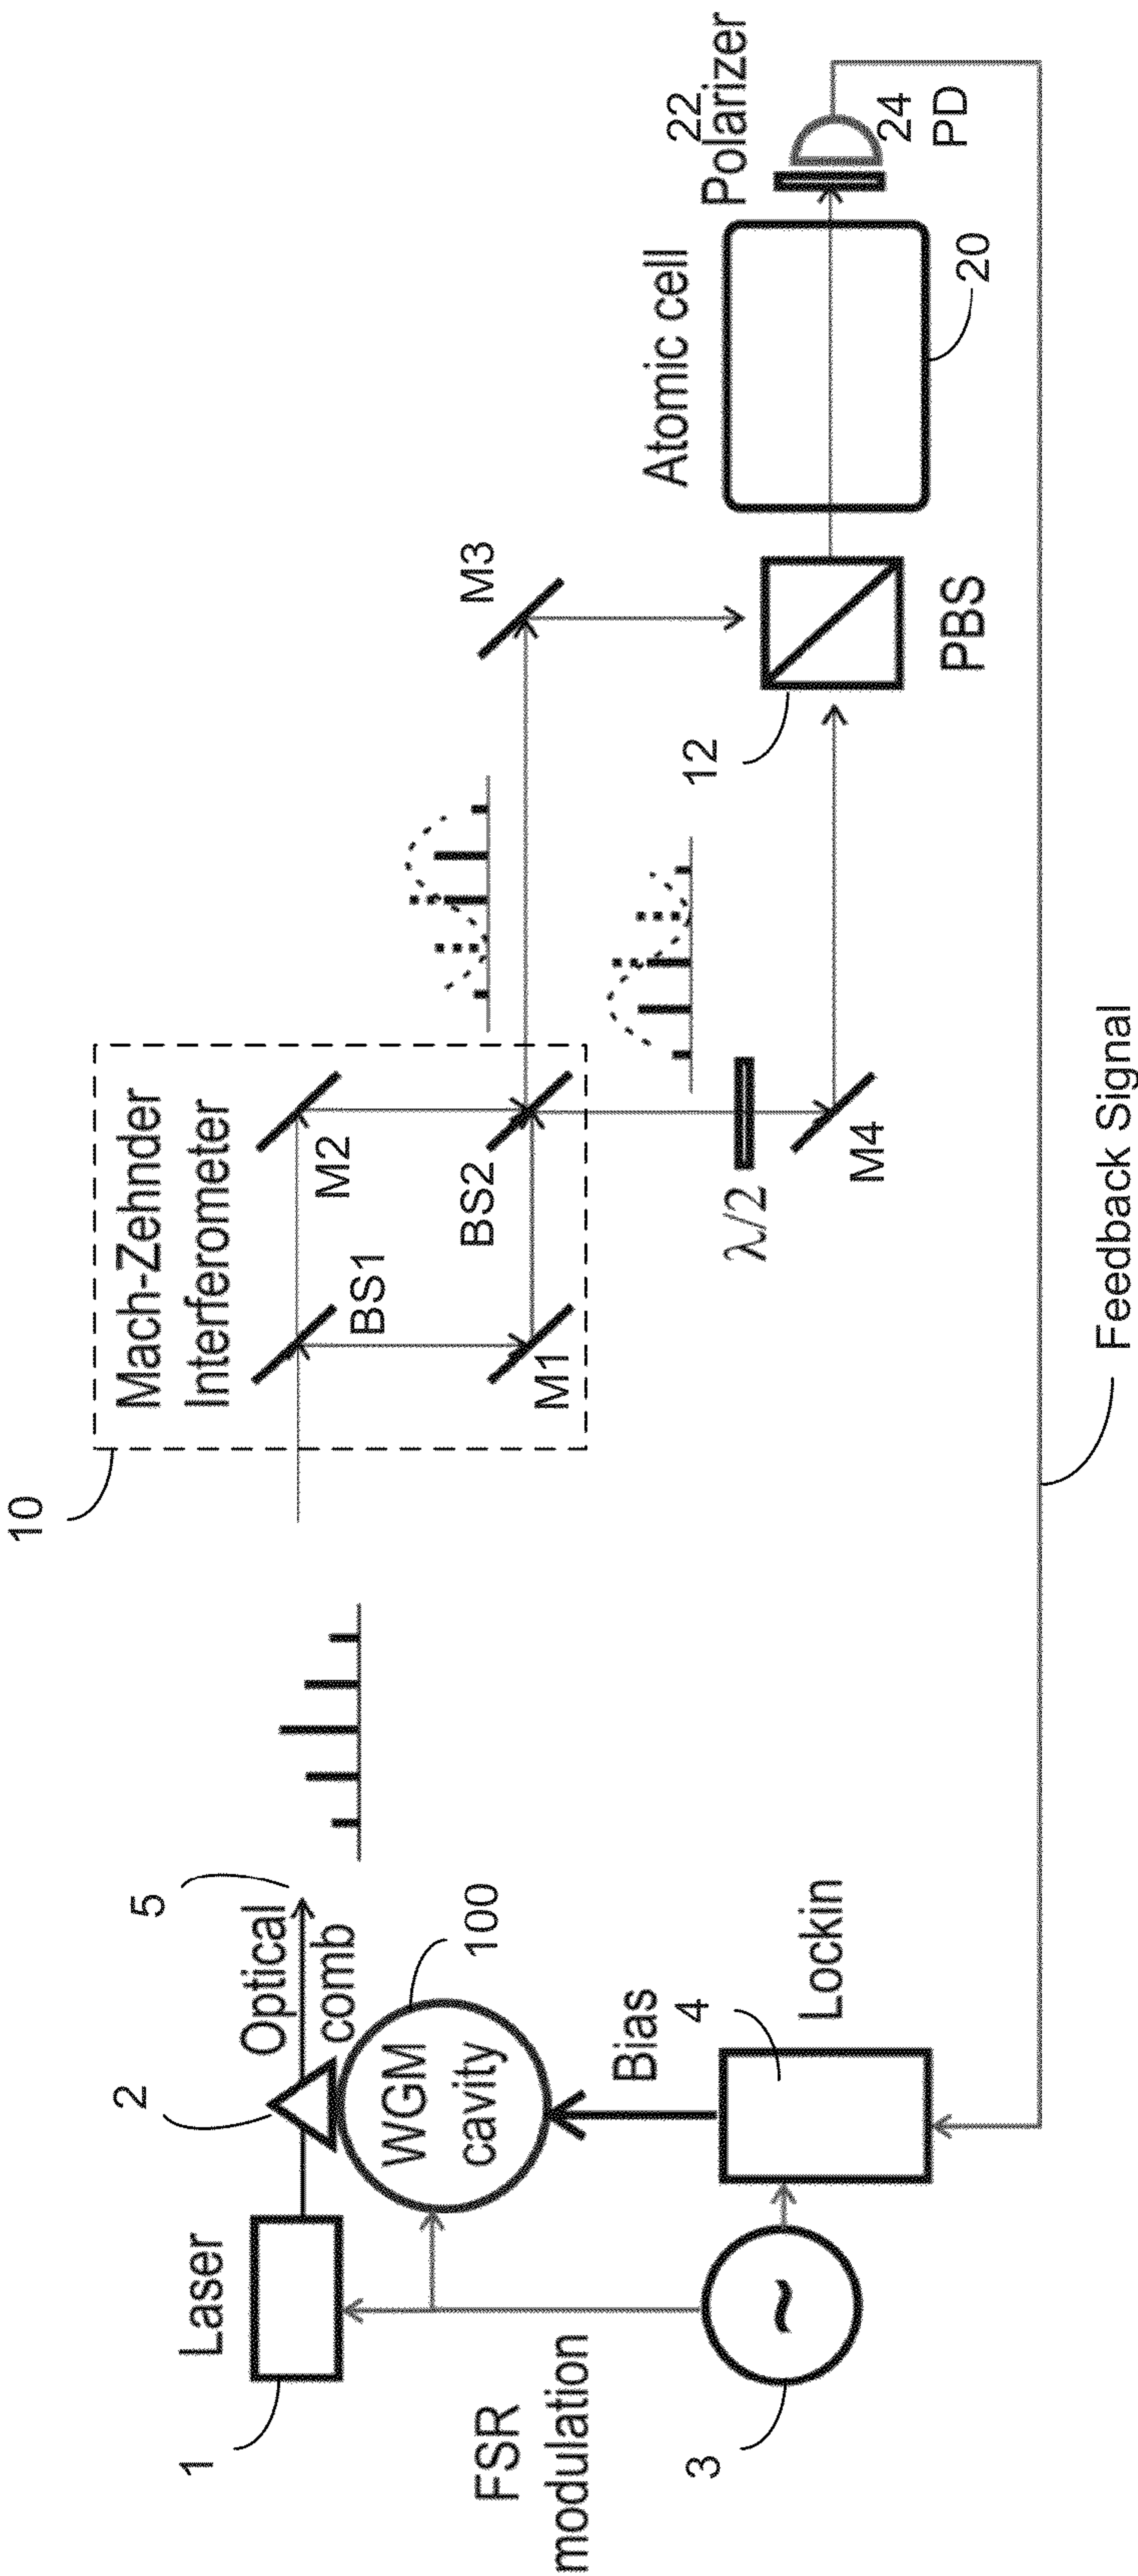 10
Mach-Zehnder
Interferometer
M2
BS1
BS2
M1
M3
22
Polarizer
Atomic cell
24
PD
20
12
PBS
λ/2
M4
5
Optical
comb
2
100
WGM
cavity
Laser
1
Bias
4
Lockin
FSR
modulation
~
3
Feedback Signal